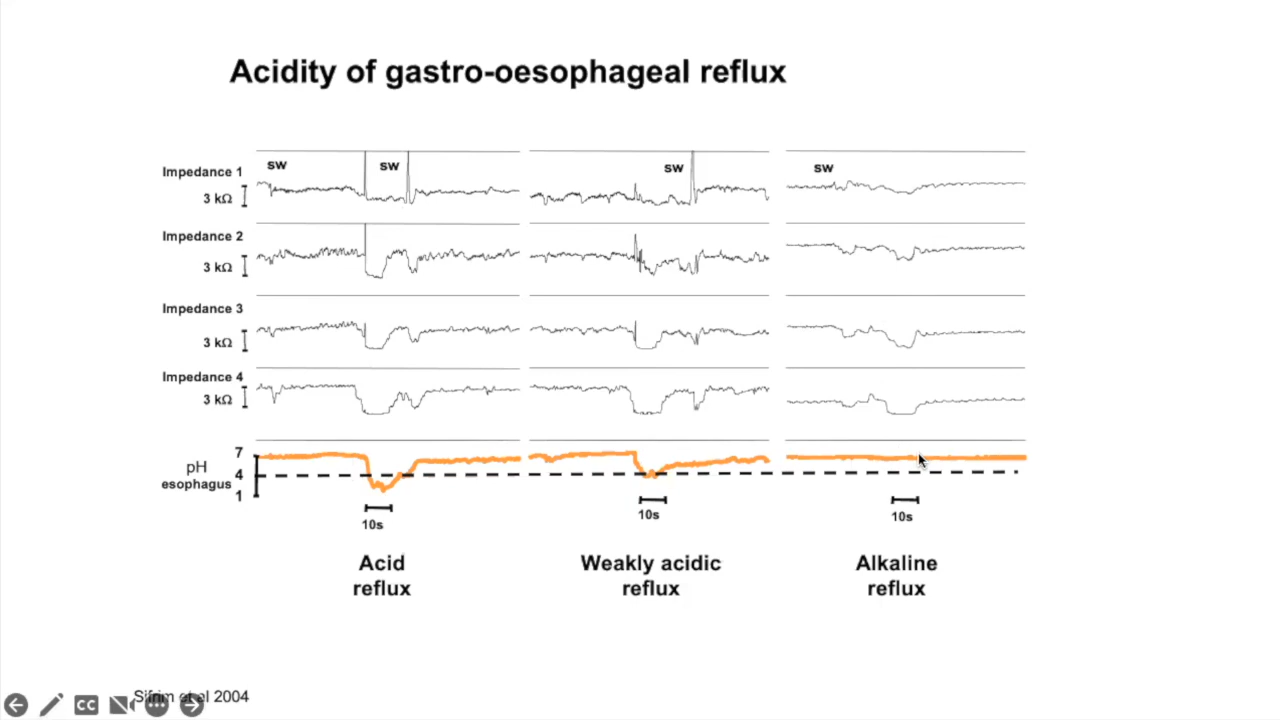 Acidity of gastro-oesophageal reflux
sw
sw
sw
sw
Impedance 1
3 kΩ
Impedance 2
3 kΩ
Impedance 3
3 kΩ
Impedance 4
3 kΩ
7
pH
4
esophagus
1
10s
10s
10s
Acid
reflux
Weakly acidic
reflux
Alkaline
reflux
CC
Sifrim et al 2004